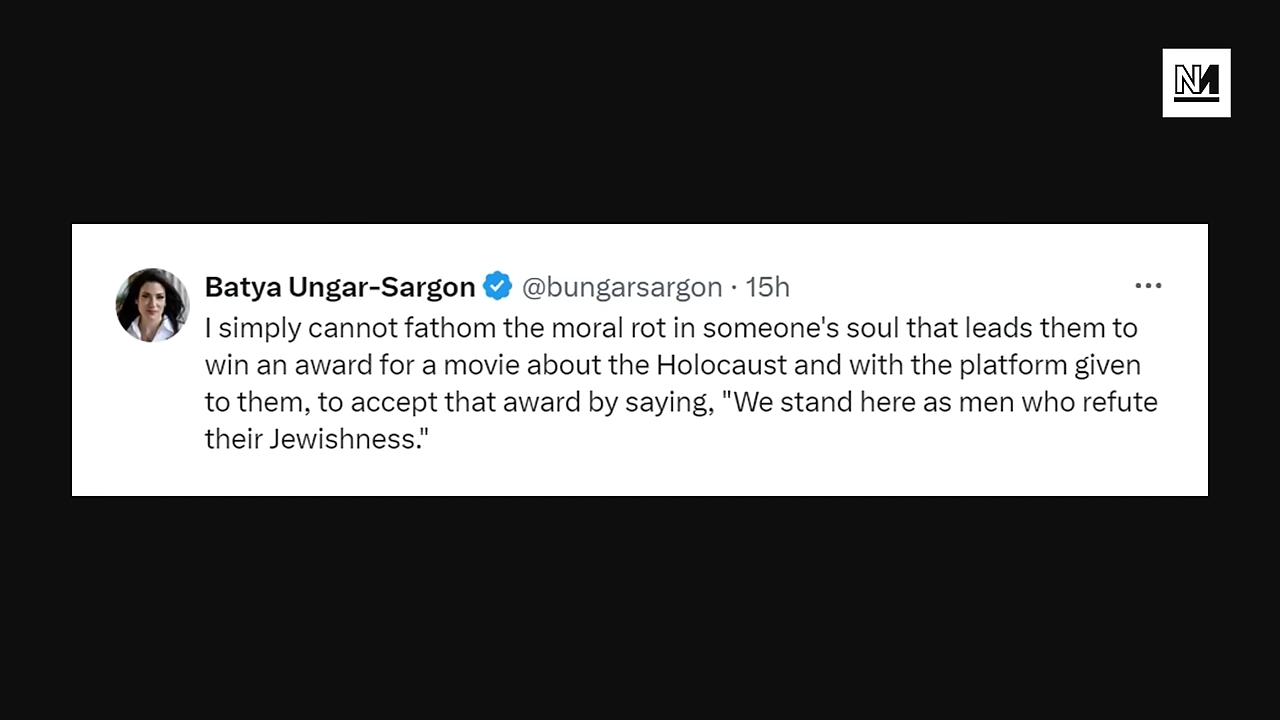 NM
Batya Ungar-Sargon @bungarsargon · 15h
I simply cannot fathom the moral rot in someone's soul that leads them to
win an award for a movie about the Holocaust and with the platform given
to them, to accept that award by saying, "We stand here as men who refute
their Jewishness."